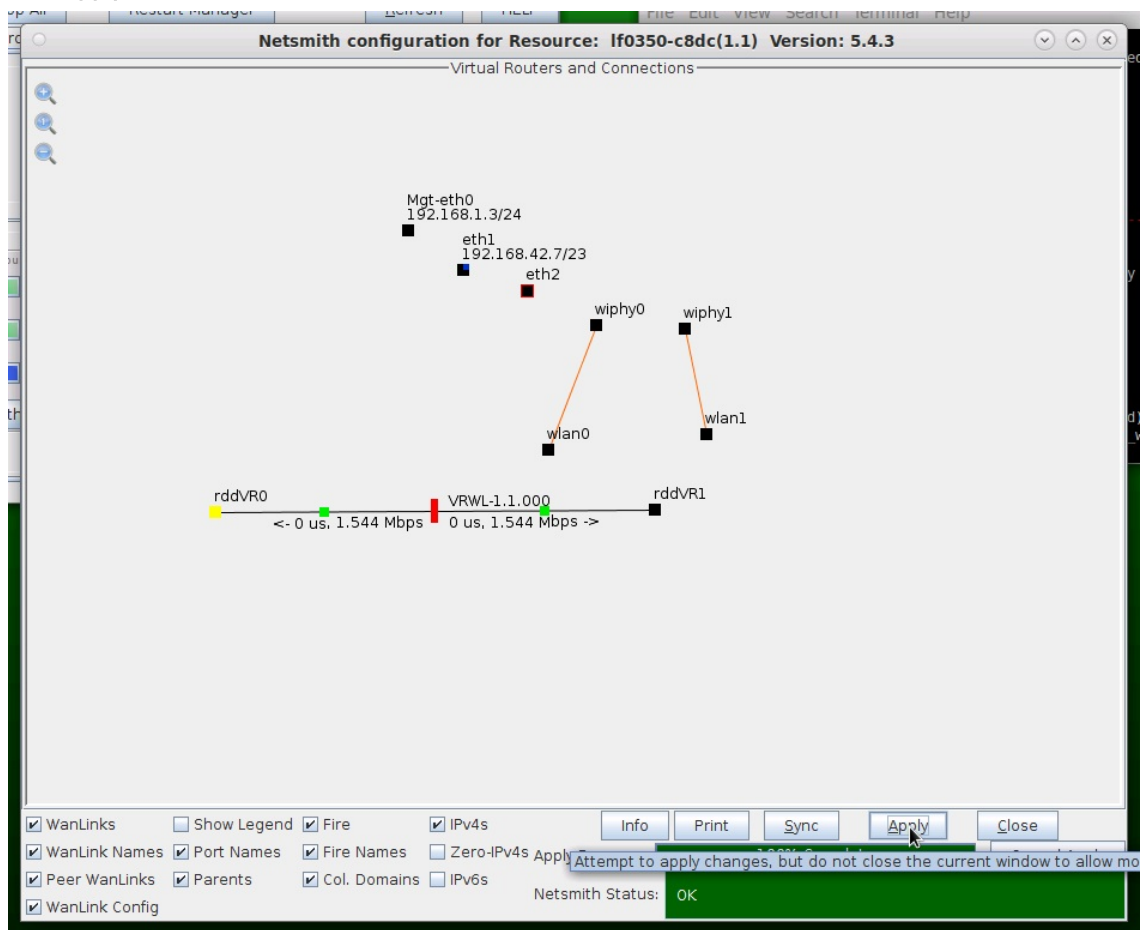 Restart Manager
HELP
File Edit View Search Terminal Help
Netsmith configuration for Resource: lf0350-c8dc(1.1) Version: 5.4.3
Virtual Routers and Connections
Mgt-eth0
192.168.1.3/24
eth1
192.168.42.7/23
eth2
wiphy0
wiphy1
wlan0
wlan1
rddVR0
VRWL-1.1.000
rddVR1
<- 0 us, 1.544 Mbps
0 us, 1.544 Mbps ->
WanLinks
Show Legend
Fire
IPv4s
Info
Print
Sync
Apply
Close
WanLink Names
Port Names
Fire Names
Zero-IPv4s
Attempt to apply changes, but do not close the current window to allow mo
Peer WanLinks
Parents
Col. Domains
IPv6s
Netsmith Status:
OK
WanLink Config